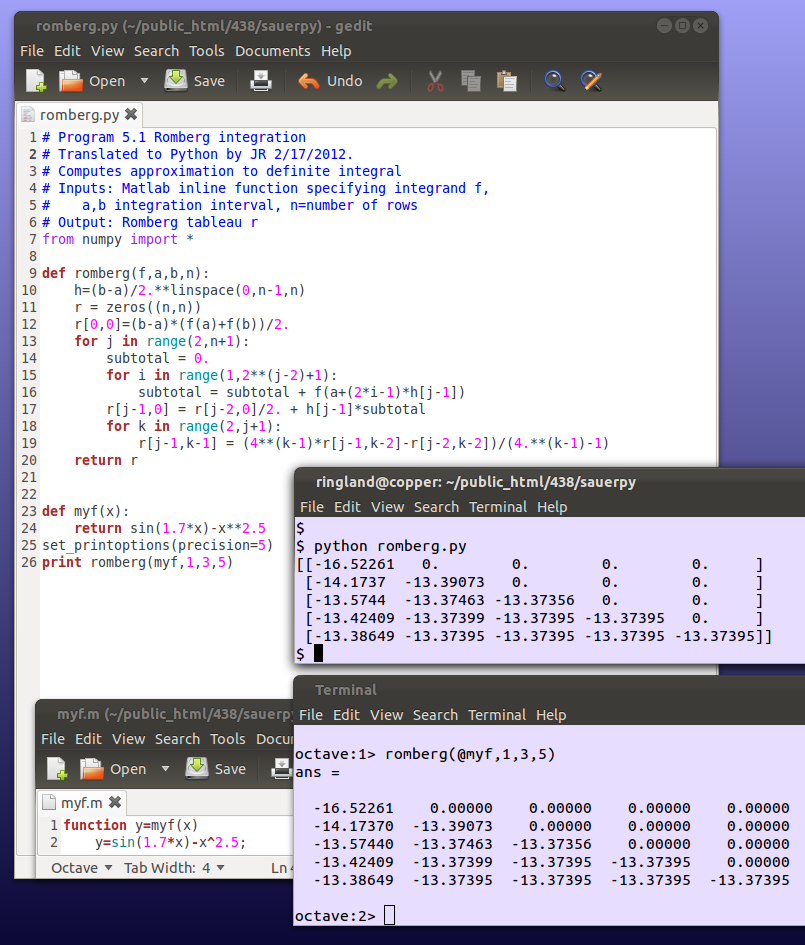 romberg.py (~/public_html/438/sauerpy) - gedit
File Edit View Search Tools Documents Help
Open Save Undo
romberg.py
1 # Program 5.1 Romberg integration
2 # Translated to Python by JR 2/17/2012.
3 # Computes approximation to definite integral
4 # Inputs: Matlab inline function specifying integrand f,
5 #    a,b integration interval, n=number of rows
6 # Output: Romberg tableau r
7 from numpy import *
8
9 def romberg(f,a,b,n):
10     h=(b-a)/2.**linspace(0,n-1,n)
11     r = zeros((n,n))
12     r[0,0]=(b-a)*(f(a)+f(b))/2.
13     for j in range(2,n+1):
14         subtotal = 0.
15         for i in range(1,2**(j-2)+1):
16             subtotal = subtotal + f(a+(2*i-1)*h[j-1])
17         r[j-1,0] = r[j-2,0]/2. + h[j-1]*subtotal
18         for k in range(2,j+1):
19             r[j-1,k-1] = (4**(k-1)*r[j-1,k-2]-r[j-2,k-2])/(4.**(k-1)-1)
20     return r
21
22
23 def myf(x):
24     return sin(1.7*x)-x**2.5
25 set_printoptions(precision=5)
26 print romberg(myf,1,3,5)
ringland@copper: ~/public_html/438/sauerpy
File Edit View Search Terminal Help
$
$ python romberg.py
[[-16.52261   0.        0.        0.        0.     ]
 [-14.1737  -13.39073   0.        0.        0.     ]
 [-13.5744  -13.37463 -13.37356   0.        0.     ]
 [-13.42409 -13.37399 -13.37395 -13.37395   0.     ]
 [-13.38649 -13.37395 -13.37395 -13.37395 -13.37395]]
$
myf.m (~/public_html/438/sauerpy
File Edit View Search Tools Docu
Open Save
myf.m
1 function y=myf(x)
2     y=sin(1.7*x)-x^2.5;
Octave Tab Width: 4 Ln
Terminal
File Edit View Search Terminal Help
octave:1> romberg(@myf,1,3,5)
ans =
  -16.52261    0.00000    0.00000    0.00000    0.00000
  -14.17370  -13.39073    0.00000    0.00000    0.00000
  -13.57440  -13.37463  -13.37356    0.00000    0.00000
  -13.42409  -13.37399  -13.37395  -13.37395    0.00000
  -13.38649  -13.37395  -13.37395  -13.37395  -13.37395
octave:2>